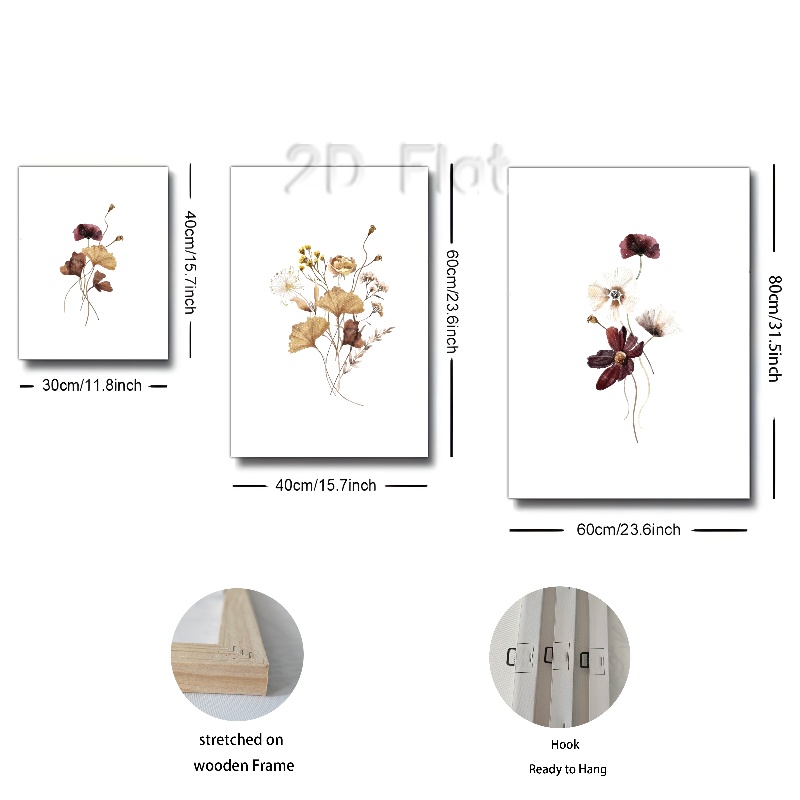 2D Flat
40cm/15.7inch
30cm/11.8inch
60cm/23.6inch
40cm/15.7inch
80cm/31.5inch
60cm/23.6inch
stretched on
wooden Frame
Hook
Ready to Hang